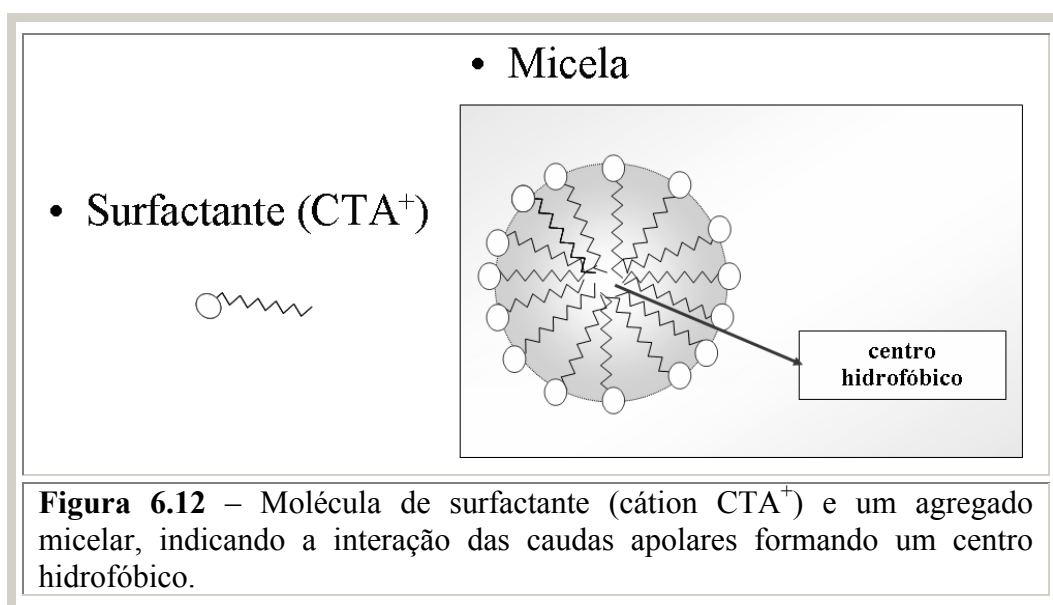 • Micela
• Surfactante (CTA⁺)
centro
hidrofóbico
Figura 6.12 – Molécula de surfactante (cátion CTA⁺) e um agregado
micelar, indicando a interação das caudas apolares formando um centro
hidrofóbico.